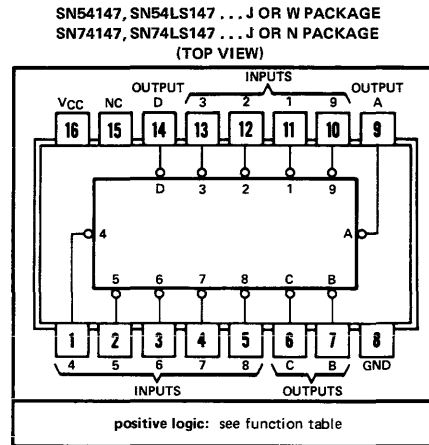 SN54147, SN54LS147 ... J OR W PACKAGE
SN74147, SN74LS147 ... J OR N PACKAGE
(TOP VIEW)
INPUTS
OUTPUT OUTPUT
VCC NC D 3 2 1 9 A
16 15 14 13 12 11 10 9
D 3 2 1 9
4 A
5 6 7 8 C B
1 2 3 4 5 6 7 8
4 5 6 7 8 C B GND
INPUTS OUTPUTS
positive logic: see function table